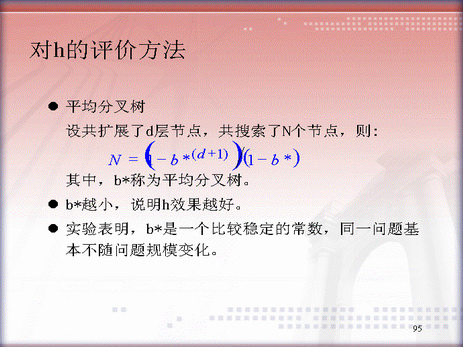 对h的评价方法
● 平均分叉树
设共扩展了d层节点，共搜索了N个节点，则:
N = (1 − b*^(d+1))/(1 − b*)
其中，b*称为平均分叉树。
● b*越小，说明h效果越好。
● 实验表明，b*是一个比较稳定的常数，同一问题基
本不随问题规模变化。
95